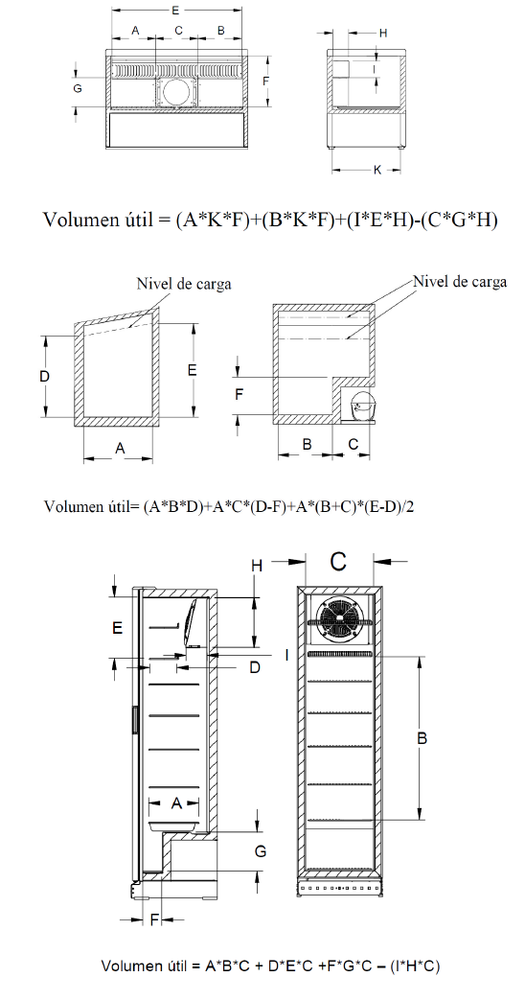 E
A C B
H
F
G
I
K
Volumen útil = (A*K*F)+(B*K*F)+(I*E*H)-(C*G*H)
Nivel de carga
Nivel de carga
D
E
F
A
B C
Volumen útil= (A*B*D)+A*C*(D-F)+A*(B+C)*(E-D)/2
H
C
E
I
D
B
A
G
F
Volumen útil = A*B*C + D*E*C +F*G*C – (I*H*C)